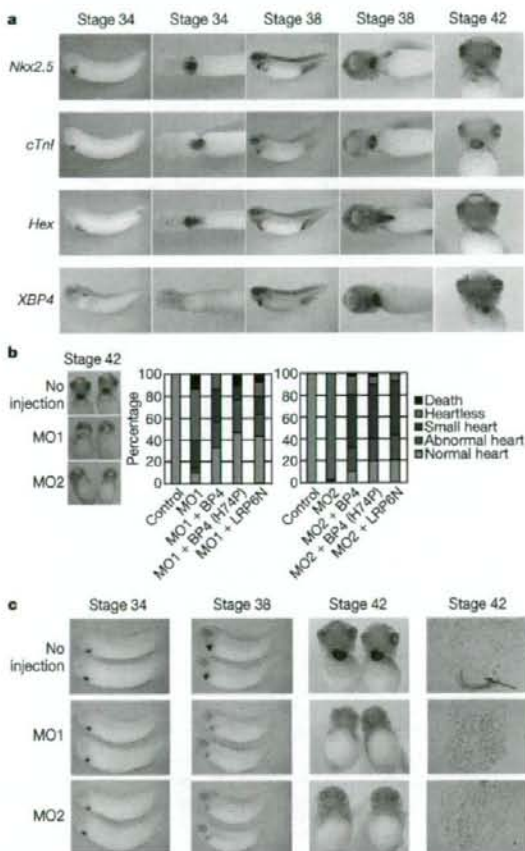 a
Stage 34 Stage 34 Stage 38 Stage 38 Stage 42
Nkx2.5
cTnI
Hex
XBP4
b
Stage 42
No injection
MO1
MO2
Percentage
100
80
60
40
20
0
Control
MO1
MO1 + BP4
MO1 + BP4 (H74P)
MO1 + LRP6N
100
80
60
40
20
0
Control
MO2
MO2 + BP4
MO2 + BP4 (H74P)
MO2 + LRP6N
Death
Heartless
Small heart
Abnormal heart
Normal heart
c
Stage 34 Stage 38 Stage 42 Stage 42
No
injection
MO1
MO2